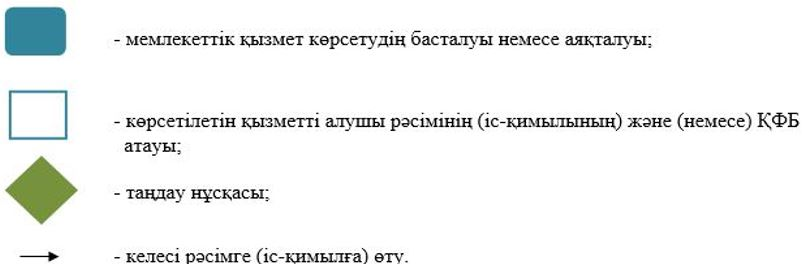 - мемлекеттік қызмет көрсетудің басталуы немесе аяқталуы;
- көрсетілетін қызметті алушы рәсімінің (іс-қимылының) және (немесе) ҚФБ
атауы;
- таңдау нұсқасы;
- келесі рәсімге (іс-қимылға) өту.